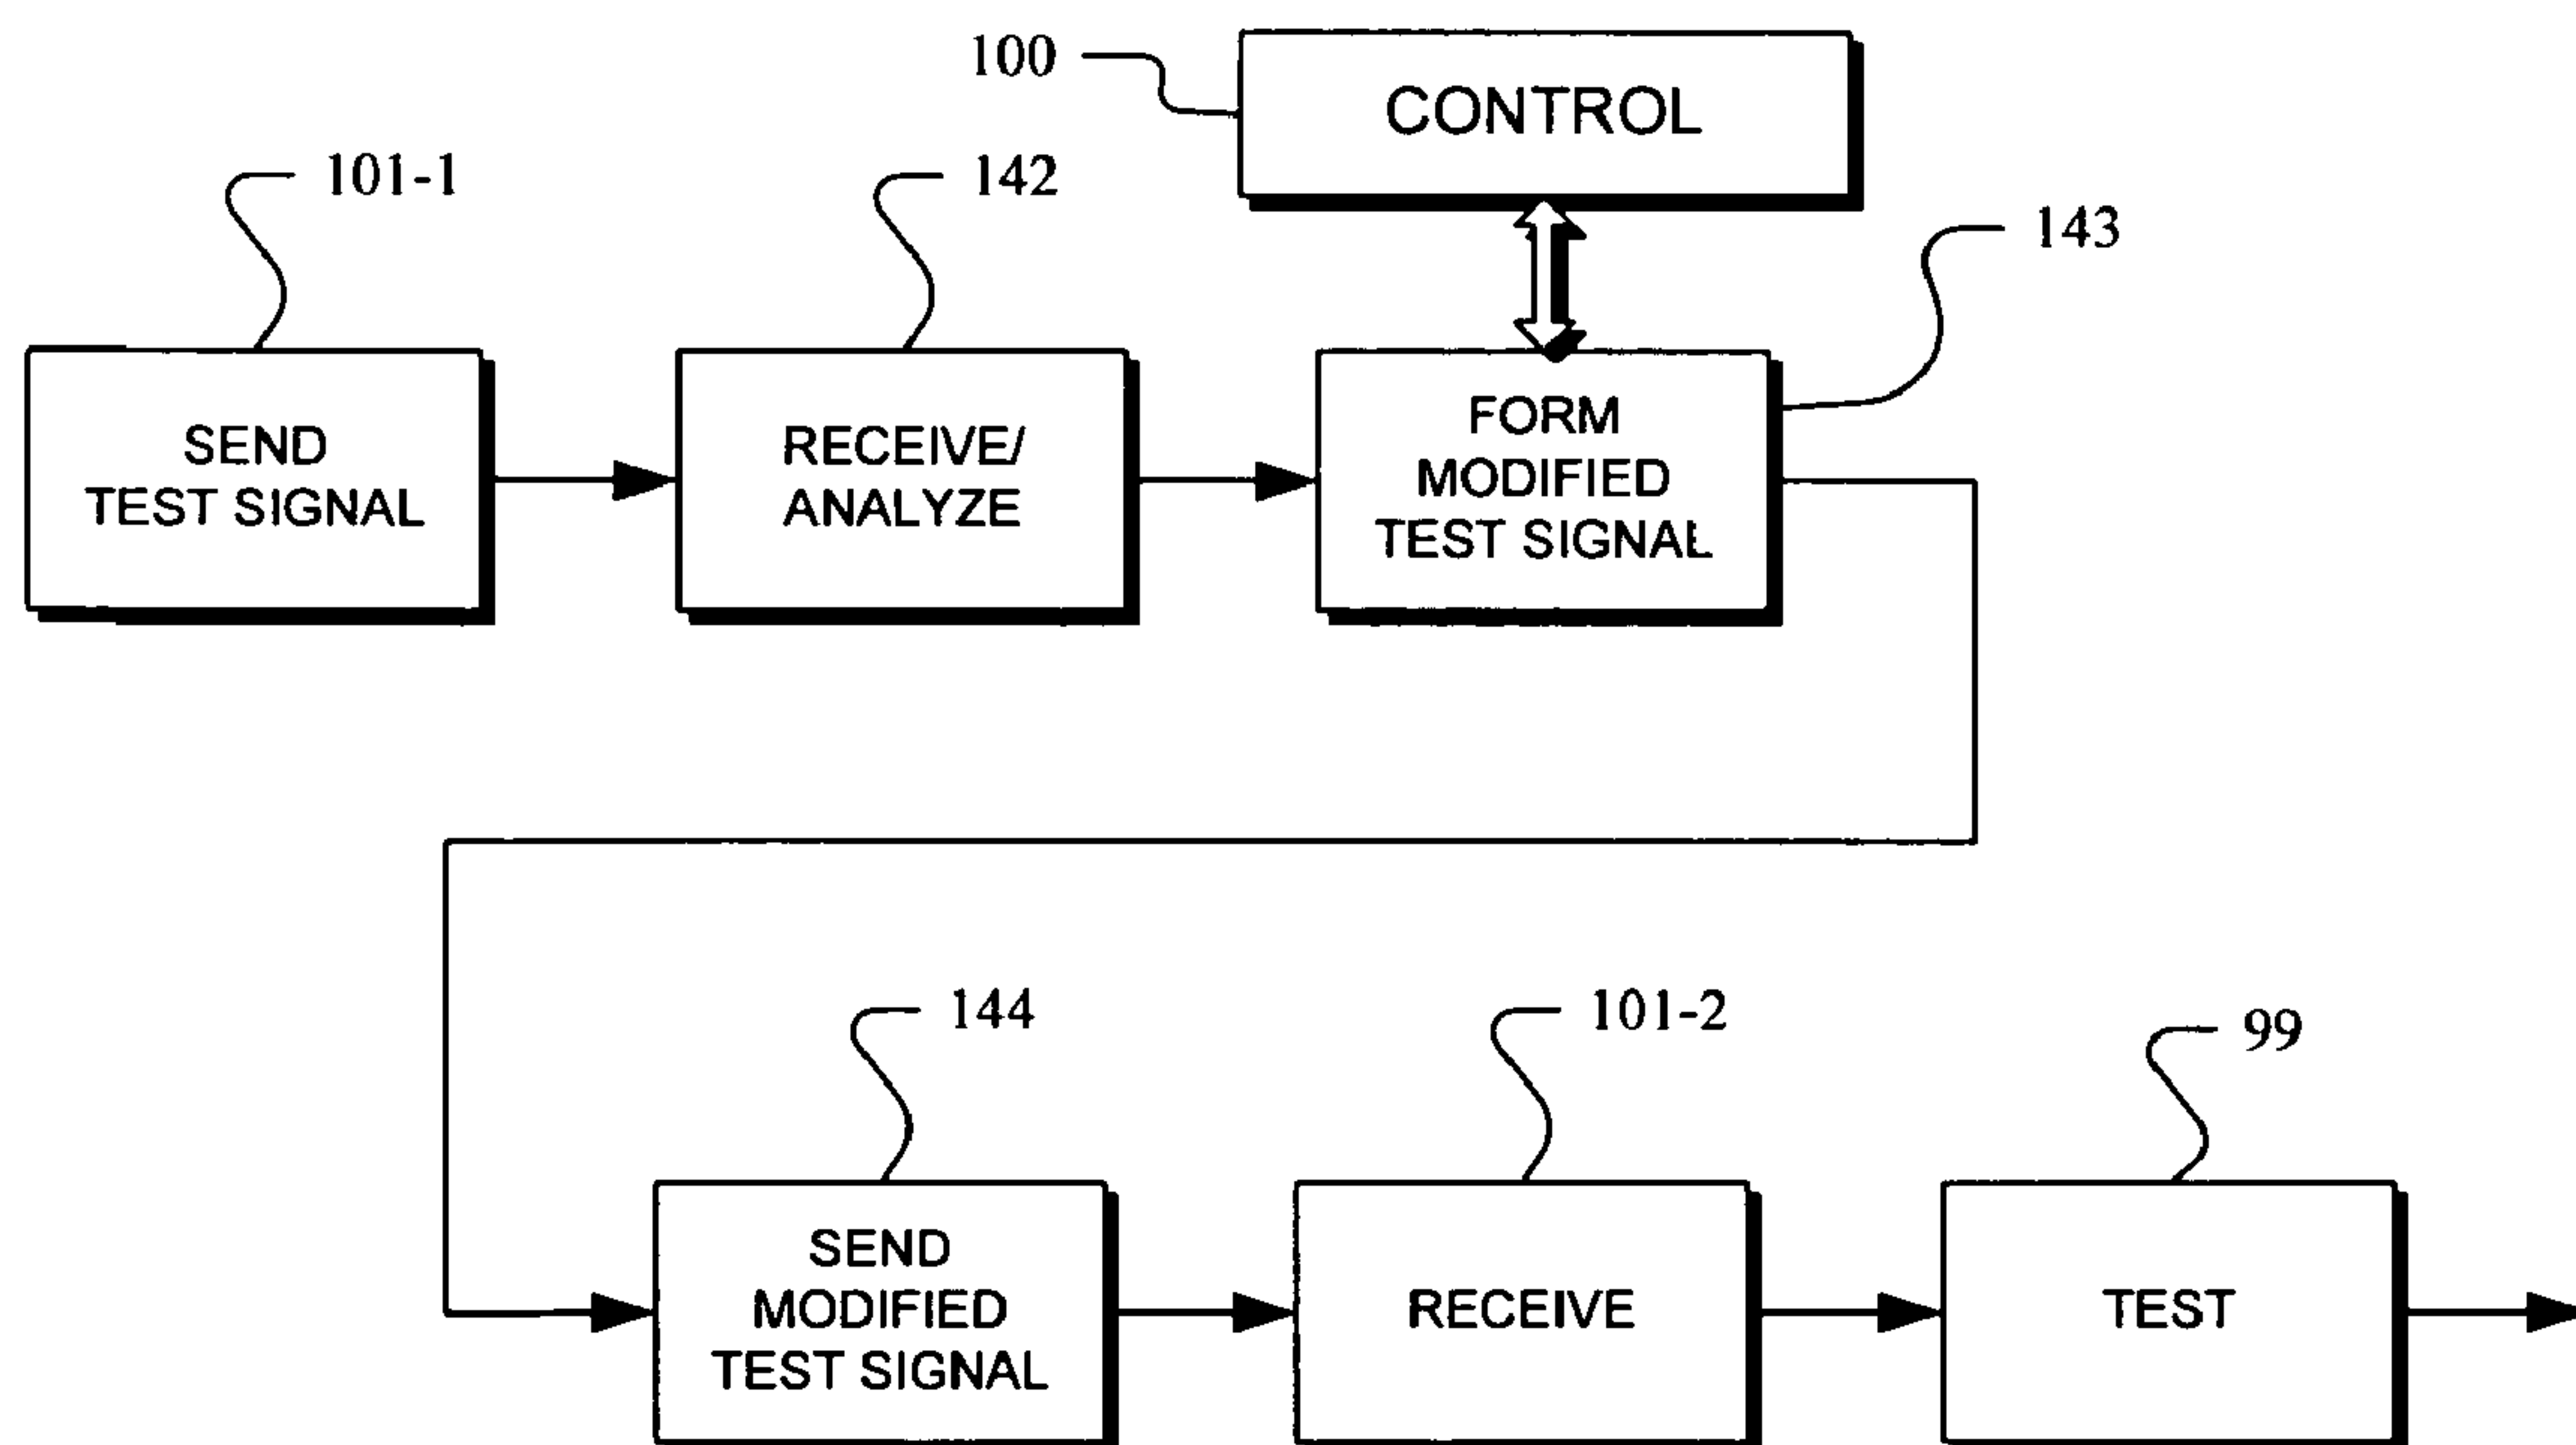 100
CONTROL
101-1
142
143
SEND
TEST SIGNAL
RECEIVE/
ANALYZE
FORM
MODIFIED
TEST SIGNAL
144
101-2
99
SEND
MODIFIED
TEST SIGNAL
RECEIVE
TEST